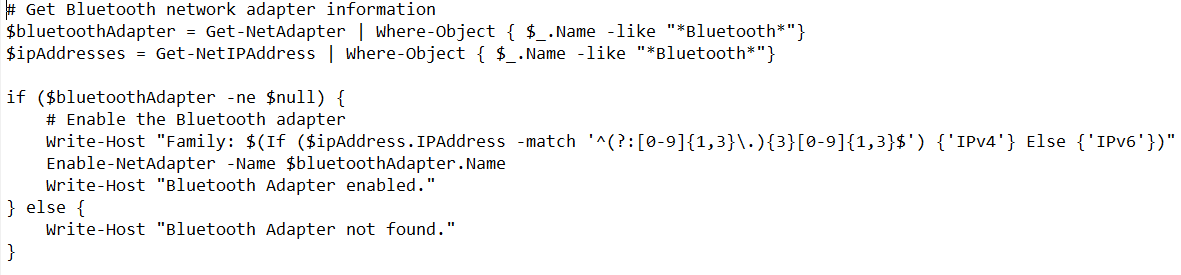 # Get Bluetooth network adapter information
$bluetoothAdapter = Get-NetAdapter | Where-Object { $_.Name -like "*Bluetooth*"}
$ipAddresses = Get-NetIPAddress | Where-Object { $_.Name -like "*Bluetooth*"}

if ($bluetoothAdapter -ne $null) {
    # Enable the Bluetooth adapter
    Write-Host "Family: $(If ($ipAddress.IPAddress -match '^(?:[0-9]{1,3}\.){3}[0-9]{1,3}$') {'IPv4'} Else {'IPv6'})"
    Enable-NetAdapter -Name $bluetoothAdapter.Name
    Write-Host "Bluetooth Adapter enabled."
} else {
    Write-Host "Bluetooth Adapter not found."
}